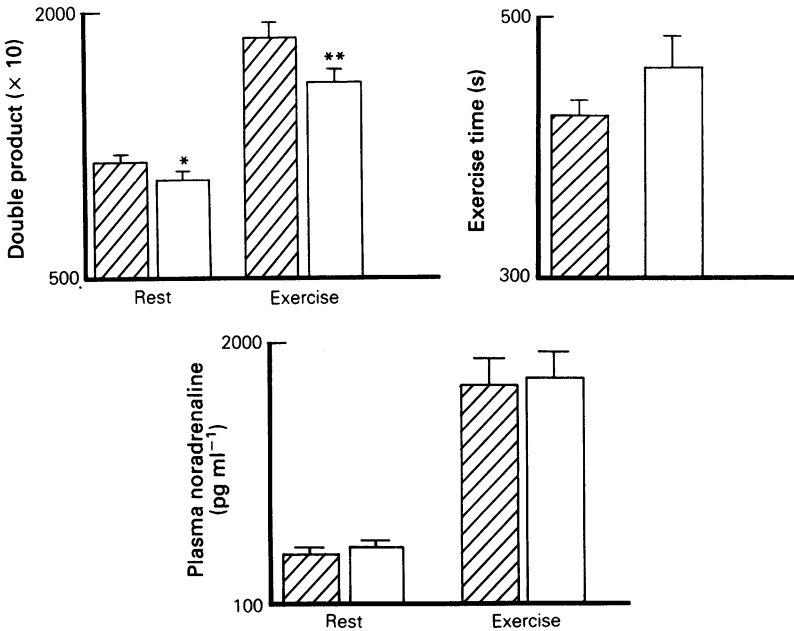 2000
Double product (× 10)
*
**
500
Rest
Exercise
500
Exercise time (s)
300
2000
Plasma noradrenaline
(pg ml⁻¹)
100
Rest
Exercise